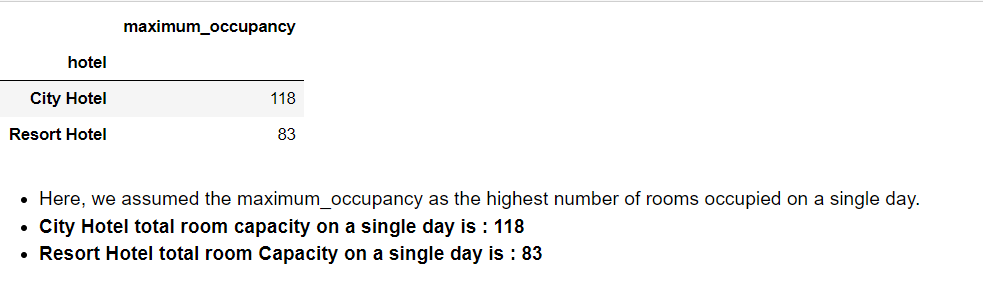 maximum_occupancy
hotel
City Hotel 118
Resort Hotel 83
• Here, we assumed the maximum_occupancy as the highest number of rooms occupied on a single day.
• City Hotel total room capacity on a single day is : 118
• Resort Hotel total room Capacity on a single day is : 83